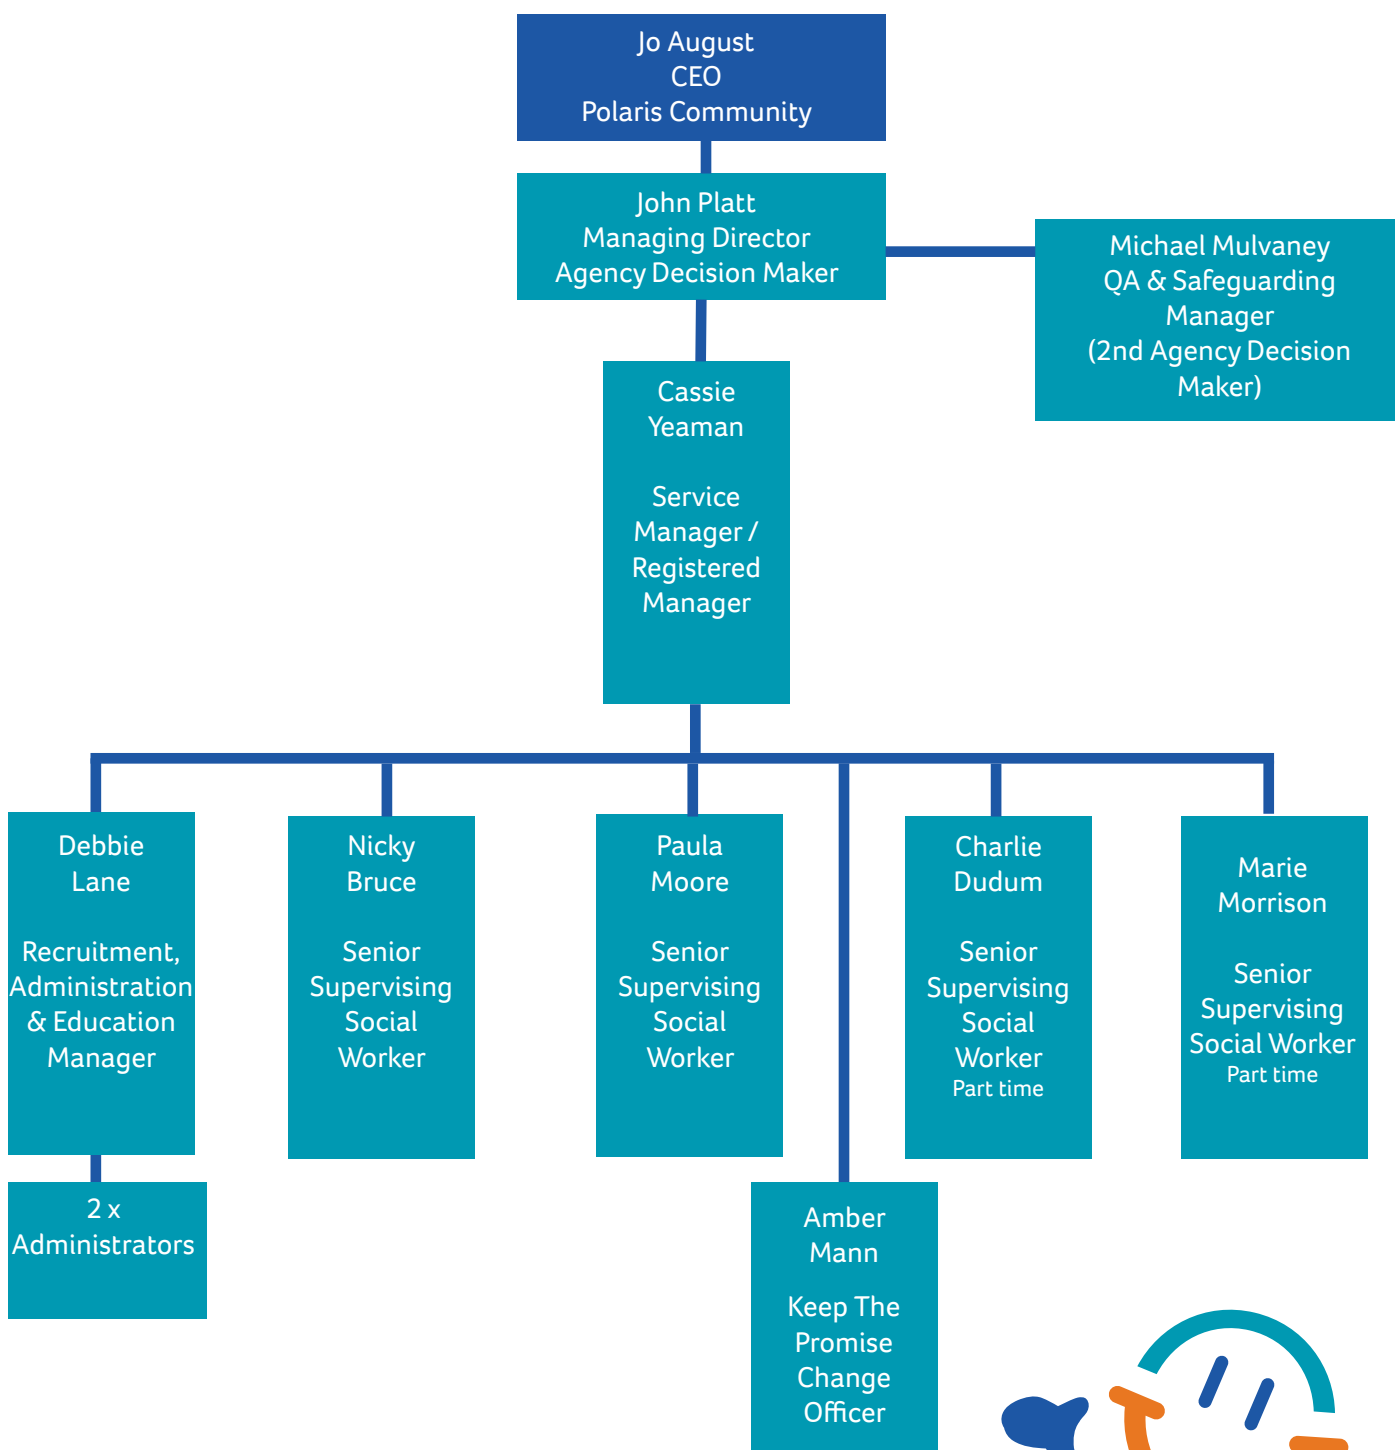 Jo August
CEO
Polaris Community
John Platt
Managing Director
Agency Decision Maker
Michael Mulvaney
QA & Safeguarding
Manager
(2nd Agency Decision
Maker)
Cassie
Yeaman
Service
Manager /
Registered
Manager
Debbie
Lane
Recruitment,
Administration
& Education
Manager
Nicky
Bruce
Senior
Supervising
Social
Worker
Paula
Moore
Senior
Supervising
Social
Worker
Charlie
Dudum
Senior
Supervising
Social
Worker
Part time
Marie
Morrison
Senior
Supervising
Social Worker
Part time
2 x
Administrators
Amber
Mann
Keep The
Promise
Change
Officer